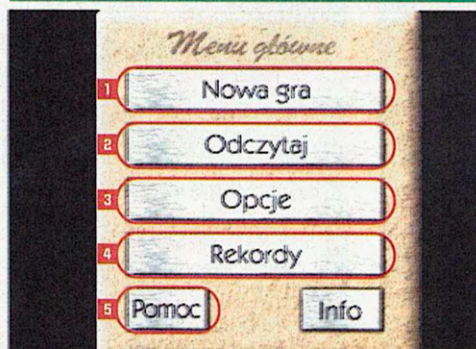 Menu główne
1 Nowa gra
2 Odczytaj
3 Opcje
4 Rekordy
5 Pomoc Info